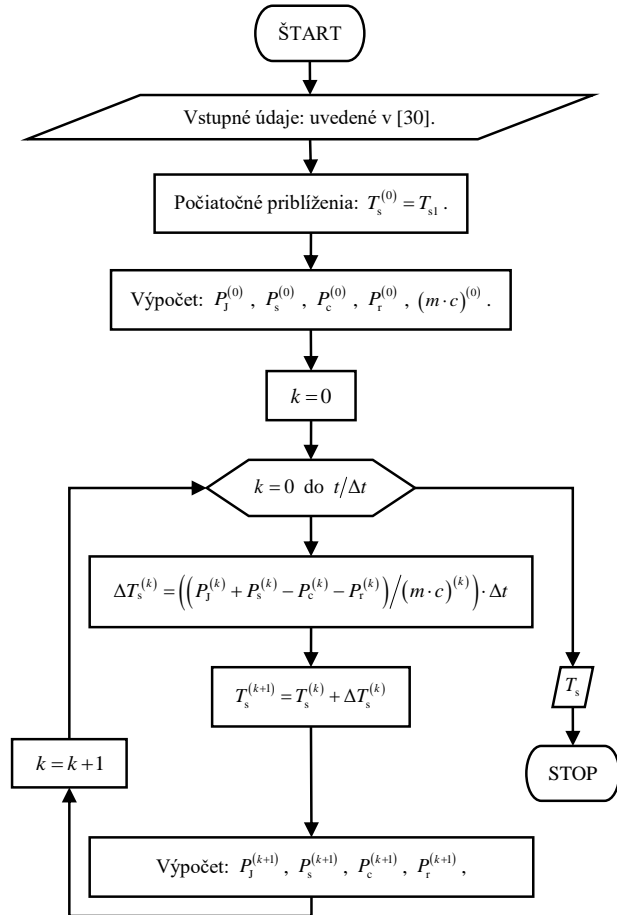 ŠTART
Vstupné údaje: uvedené v [30].
Počiatočné priblíženia: T_s^(0) = T_s1 .
Výpočet: P_J^(0) , P_s^(0) , P_c^(0) , P_r^(0) , (m·c)^(0) .
k = 0
k = 0 do t/Δt
ΔT_s^(k) = ((P_J^(k) + P_s^(k) − P_c^(k) − P_r^(k))/(m·c)^(k))·Δt
T_s^(k+1) = T_s^(k) + ΔT_s^(k)
T_s
k = k+1
STOP
Výpočet: P_J^(k+1) , P_s^(k+1) , P_c^(k+1) , P_r^(k+1) ,